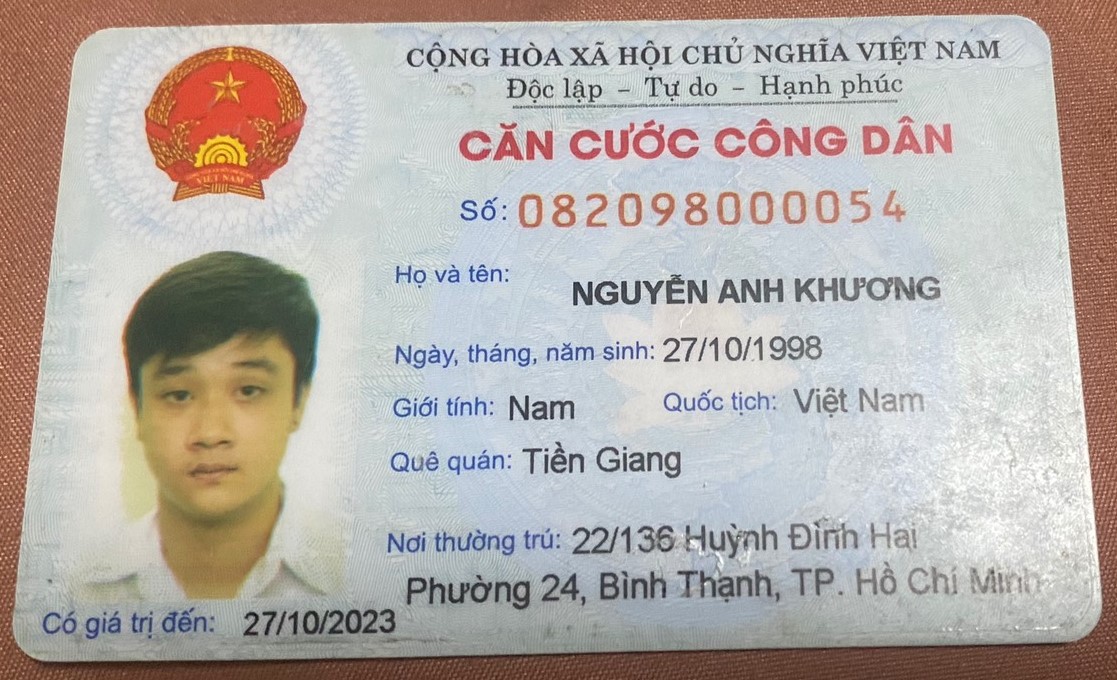 CỘNG HÒA XÃ HỘI CHỦ NGHĨA VIỆT NAM
Độc lập – Tự do – Hạnh phúc
CĂN CƯỚC CÔNG DÂN
Số: 082098000054
Họ và tên:
NGUYỄN ANH KHƯƠNG
Ngày, tháng, năm sinh: 27/10/1998
Giới tính: Nam Quốc tịch: Việt Nam
Quê quán: Tiền Giang
Nơi thường trú: 22/136 Huỳnh Đình Hai
Phường 24, Bình Thạnh, TP. Hồ Chí Minh
Có giá trị đến: 27/10/2023
VIỆT NAM